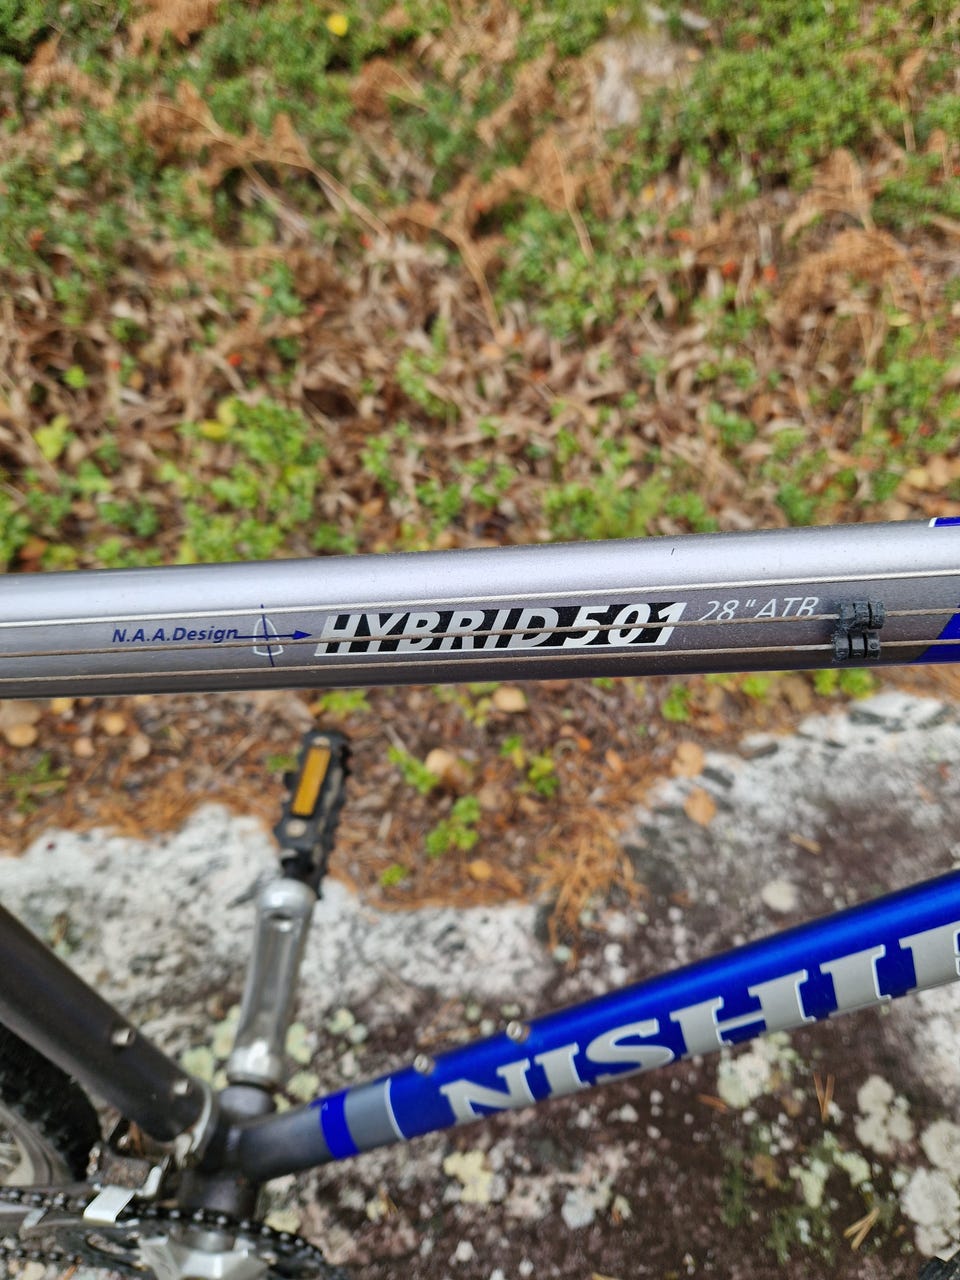 N.A.A.Design HYBRID 501 28" ATB
NISHI